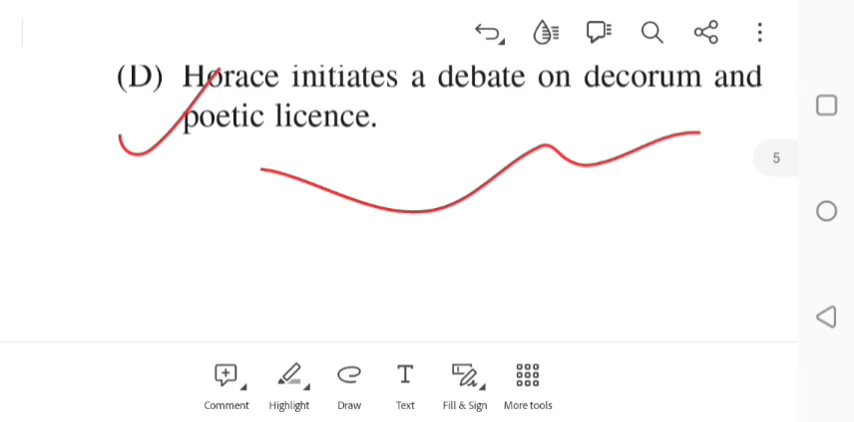 (D) Horace initiates a debate on decorum and
poetic licence.
5
Comment Highlight Draw Text Fill & Sign More tools